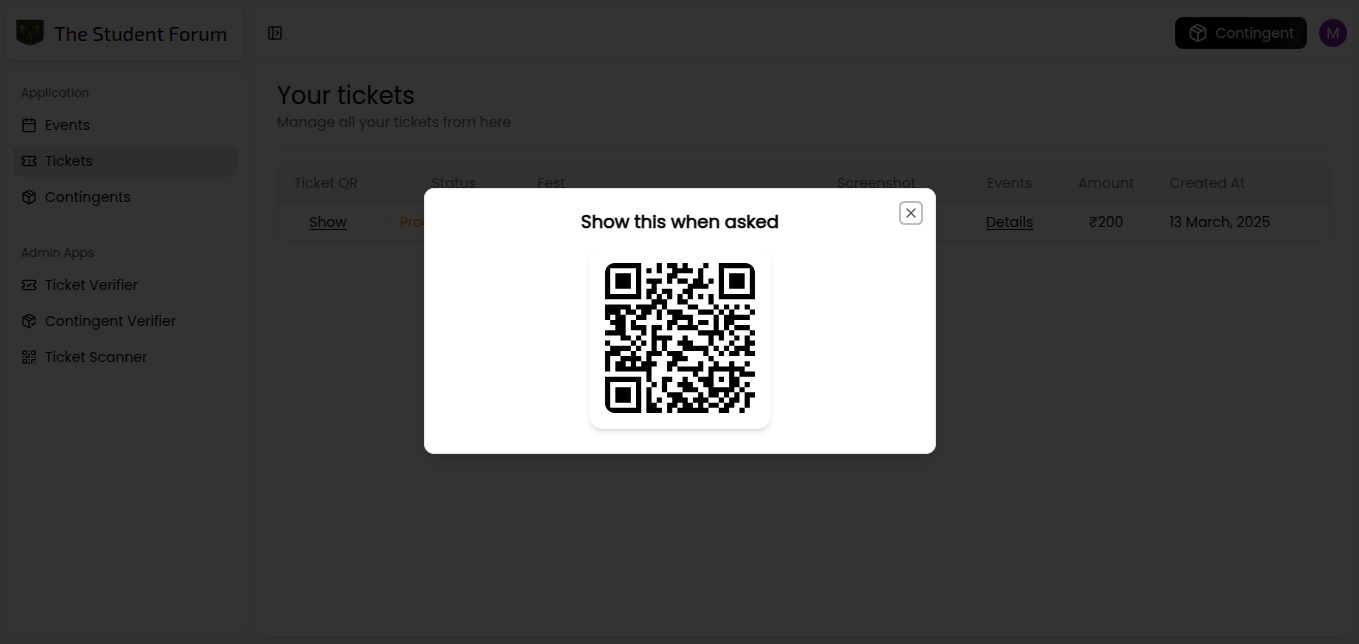 The Student Forum
Contingent
M
Application
Events
Tickets
Contingents
Admin Apps
Ticket Verifier
Contingent Verifier
Ticket Scanner
Your tickets
Manage all your tickets from here
Ticket QR Status Fest Screenshot Events Amount Created At
Show Details ₹200 13 March, 2025
Show this when asked